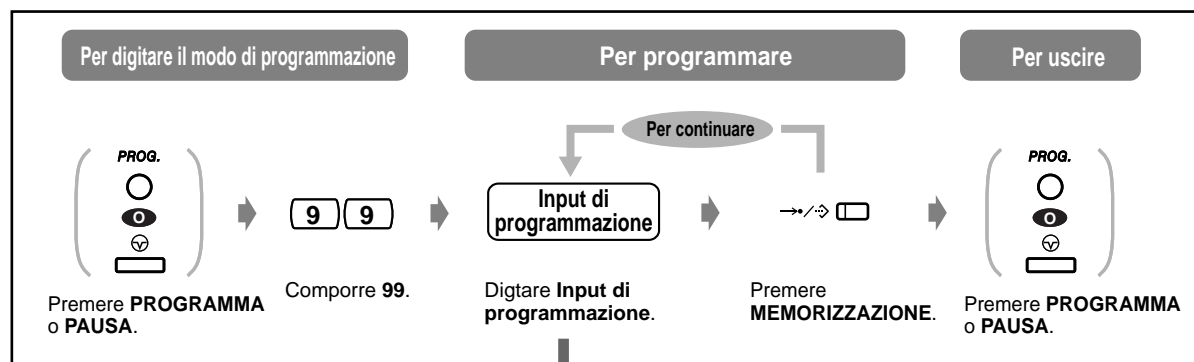 Per digitare il modo di programmazione
Per programmare
Per uscire
Per continuare
PROG.
9 9
Input di
programmazione
PROG.
Premere PROGRAMMA
o PAUSA.
Comporre 99.
Digtare Input di
programmazione.
Premere
MEMORIZZAZIONE.
Premere PROGRAMMA
o PAUSA.